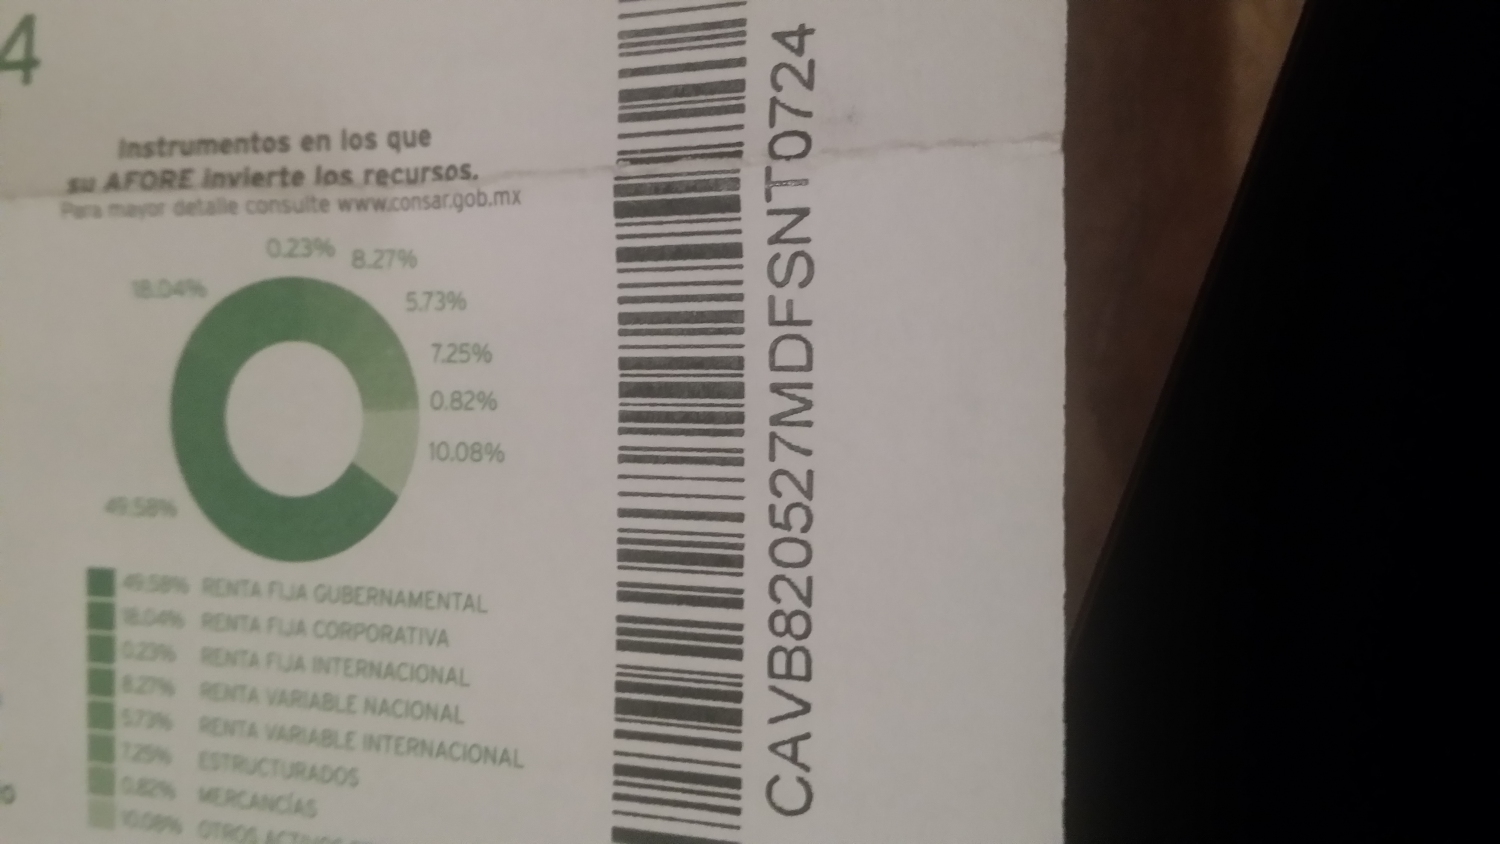 4
Instrumentos en los que
su AFORE invierte los recursos.
Para mayor detalle consulte www.consar.gob.mx
0.23%
8.27%
18.04%
5.73%
7.25%
0.82%
10.08%
49.58%
49.58% RENTA FIJA GUBERNAMENTAL
18.04% RENTA FIJA CORPORATIVA
0.23% RENTA FIJA INTERNACIONAL
8.27% RENTA VARIABLE NACIONAL
5.73% RENTA VARIABLE INTERNACIONAL
7.25% ESTRUCTURADOS
0.82% MERCANCÍAS
10.08% OTROS ACTIVOS
CAVB820527MDFSNT0724